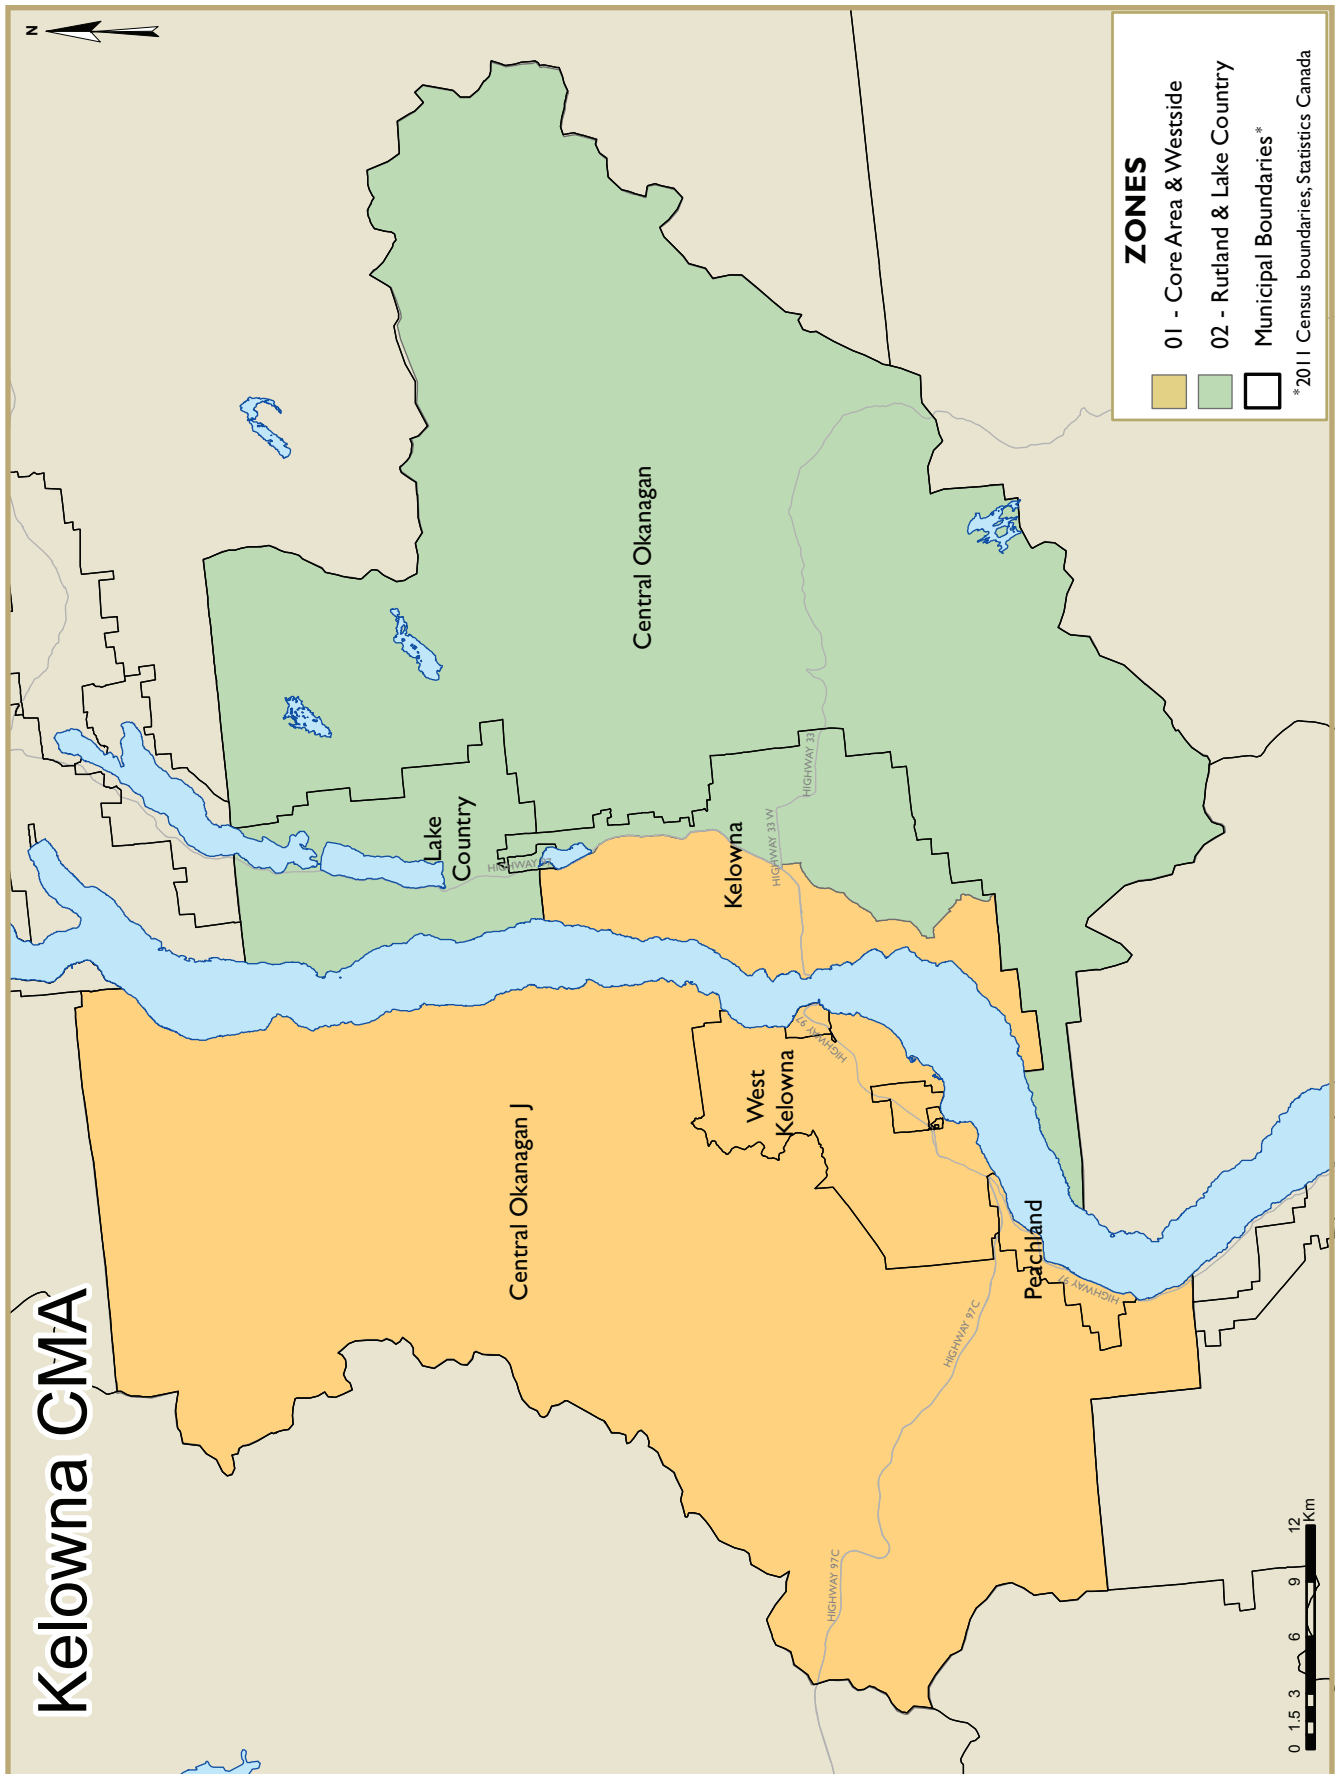 Kelowna CMA
N
Central Okanagan J
West
Kelowna
Peachland
Kelowna
Lake
Country
Central Okanagan
HIGHWAY 97
HIGHWAY 33 W
HIGHWAY 33
HIGHWAY 97
HIGHWAY 97
HIGHWAY 97C
HIGHWAY 97C
ZONES
01 - Core Area & Westside
02 - Rutland & Lake Country
Municipal Boundaries*
*2011 Census boundaries, Statistics Canada
0 1.5 3 6 9 12
Km